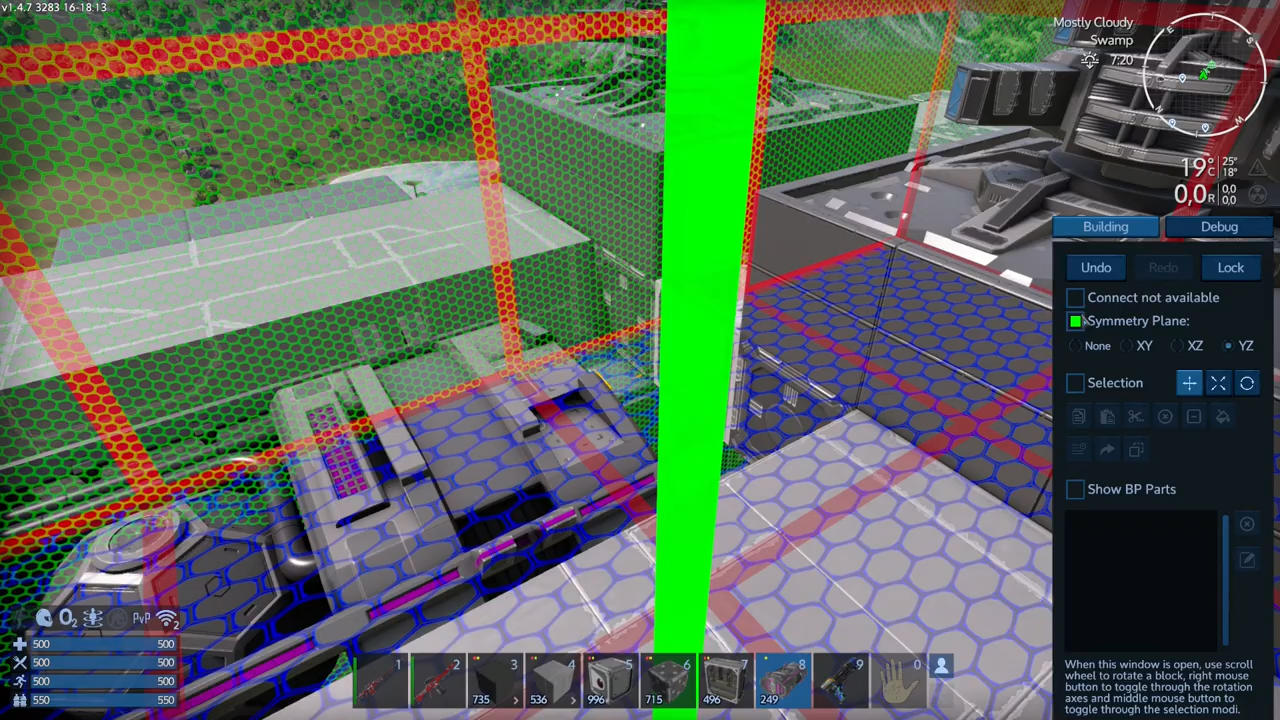 v1.4.7 3283 16-18:13
Mostly Cloudy
Swamp
7:20
E
S
N
W
19°C 25° 18°
0,0R 0,0 0,0
Building Debug
Undo Redo Lock
Connect not available
Symmetry Plane:
None XY XZ YZ
Selection
Show BP Parts
When this window is open, use scroll
wheel to rotate a block, right mouse
button to toggle through the rotation
axes and middle mouse button to
toggle through the selection modi.
O2 PvP 2
500 500
500 500
500 500
550 550
1 2 3 4 5 6 7 8 9 0
735 536 996 715 496 249